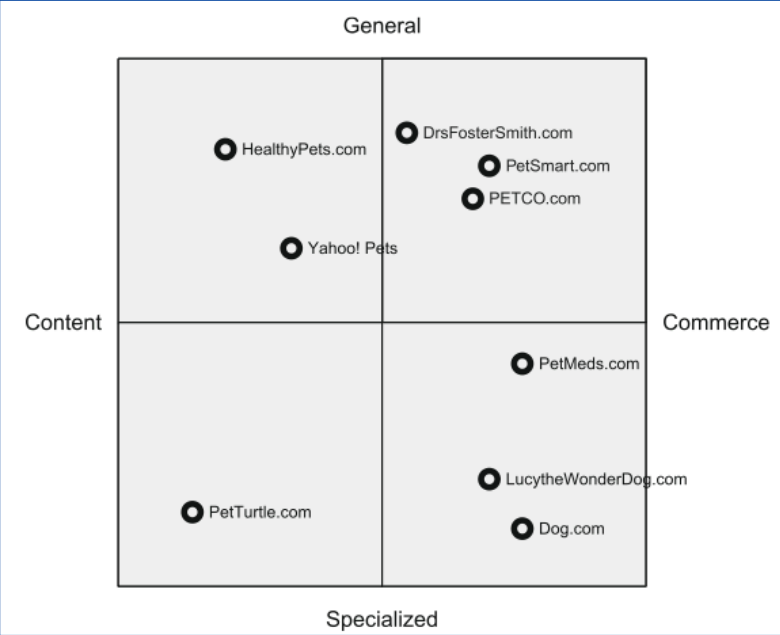 General
DrsFosterSmith.com
HealthyPets.com
PetSmart.com
PETCO.com
Yahoo! Pets
Content
Commerce
PetMeds.com
LucytheWonderDog.com
PetTurtle.com
Dog.com
Specialized